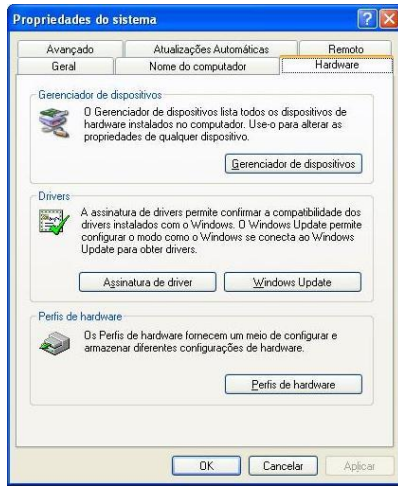 Propriedades do sistema
Avançado Atualizações Automáticas Remoto
Geral Nome do computador Hardware
Gerenciador de dispositivos
O Gerenciador de dispositivos lista todos os dispositivos de
hardware instalados no computador. Use-o para alterar as
propriedades de qualquer dispositivo.
Gerenciador de dispositivos
Drivers
A assinatura de drivers permite confirmar a compatibilidade dos
drivers instalados com o Windows. O Windows Update permite
configurar o modo como o Windows se conecta ao Windows
Update para obter drivers.
Assinatura de driver Windows Update
Perfis de hardware
Os Perfis de hardware fornecem um meio de configurar e
armazenar diferentes configurações de hardware.
Perfis de hardware
OK Cancelar Aplicar